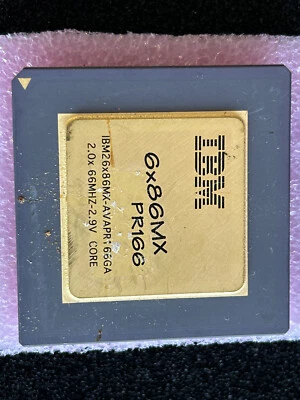 IBM
6x86MX
PR166
IBM26x86MX-AVAPR166GA
2.0x 66MHZ-2.9V CORE